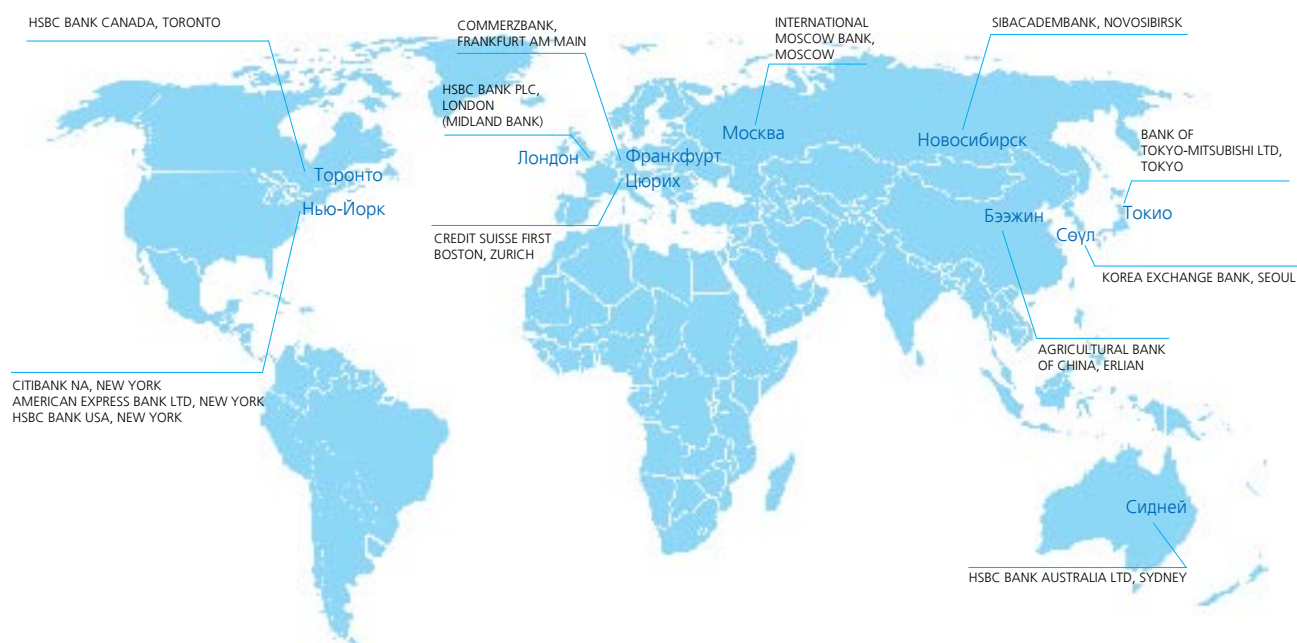 HSBC BANK CANADA, TORONTO
COMMERZBANK,
FRANKFURT AM MAIN
INTERNATIONAL
MOSCOW BANK,
MOSCOW
SIBACADEMBANK, NOVOSIBIRSK
HSBC BANK PLC,
LONDON
(MIDLAND BANK)
BANK OF
TOKYO-MITSUBISHI LTD,
TOKYO
Москва
Новосибирск
Лондон
Франкфурт
Торонто
Цюрих
Нью-Йорк
Бээжин
Токио
Сөүл
CREDIT SUISSE FIRST
BOSTON, ZURICH
KOREA EXCHANGE BANK, SEOUL
AGRICULTURAL BANK
OF CHINA, ERLIAN
CITIBANK NA, NEW YORK
AMERICAN EXPRESS BANK LTD, NEW YORK
HSBC BANK USA, NEW YORK
Сидней
HSBC BANK AUSTRALIA LTD, SYDNEY